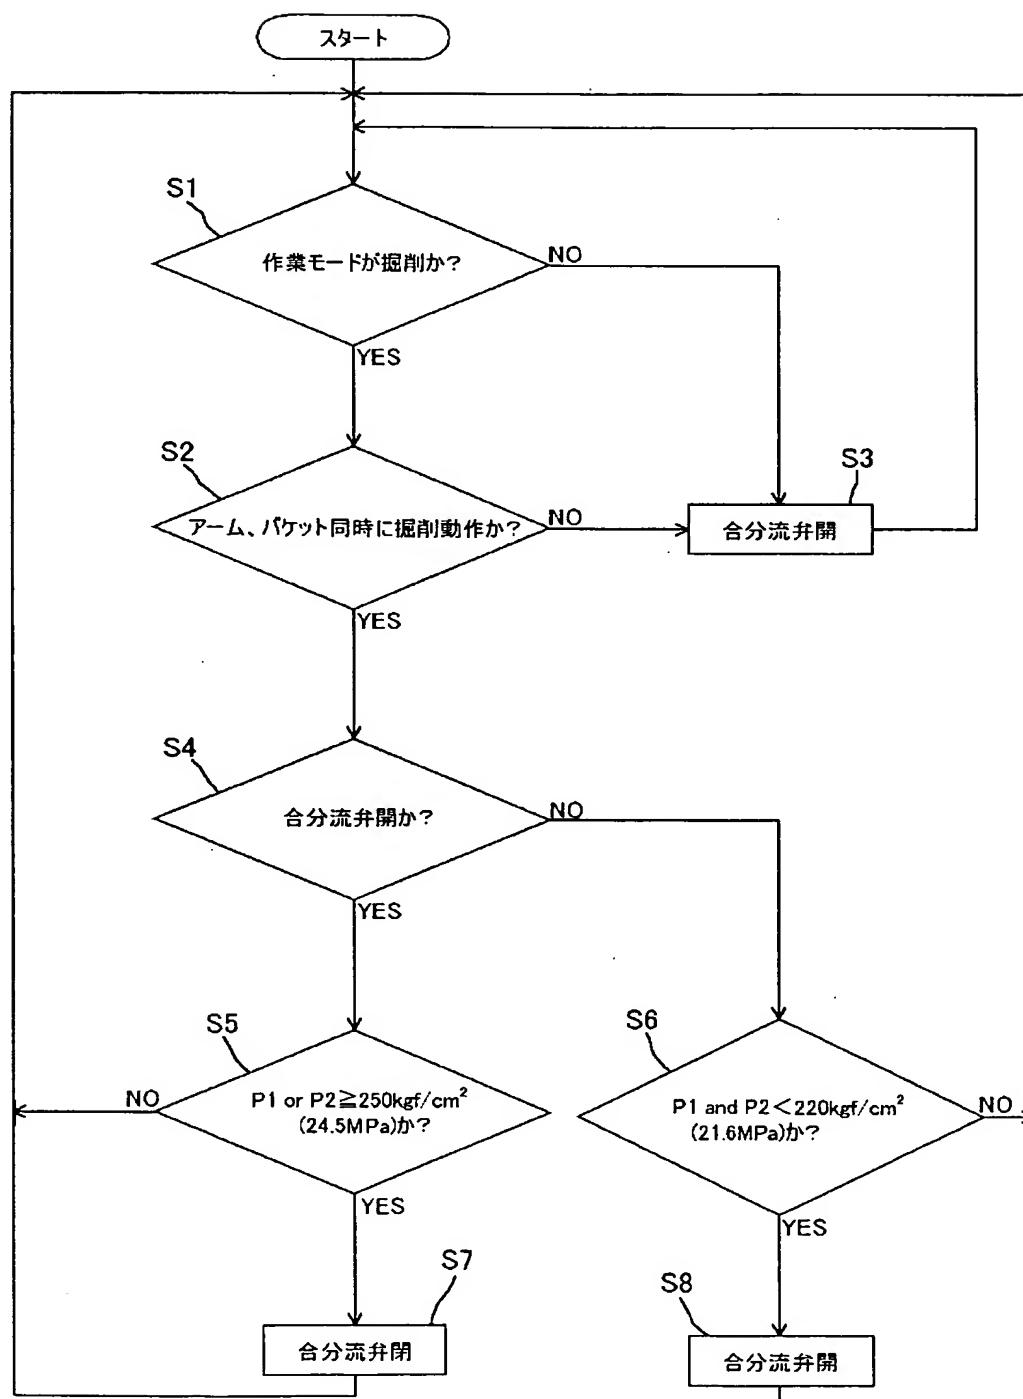 スタート
S1
作業モードが掘削か?
NO
YES
S2
アーム、バケット同時に掘削動作か?
NO
YES
S3
合分流弁開
S4
合分流弁開か?
NO
YES
S5
P1 or P2≧250kgf/cm²
(24.5MPa)か?
NO
YES
S6
P1 and P2<220kgf/cm²
(21.6MPa)か?
NO
YES
S7
合分流弁閉
S8
合分流弁開